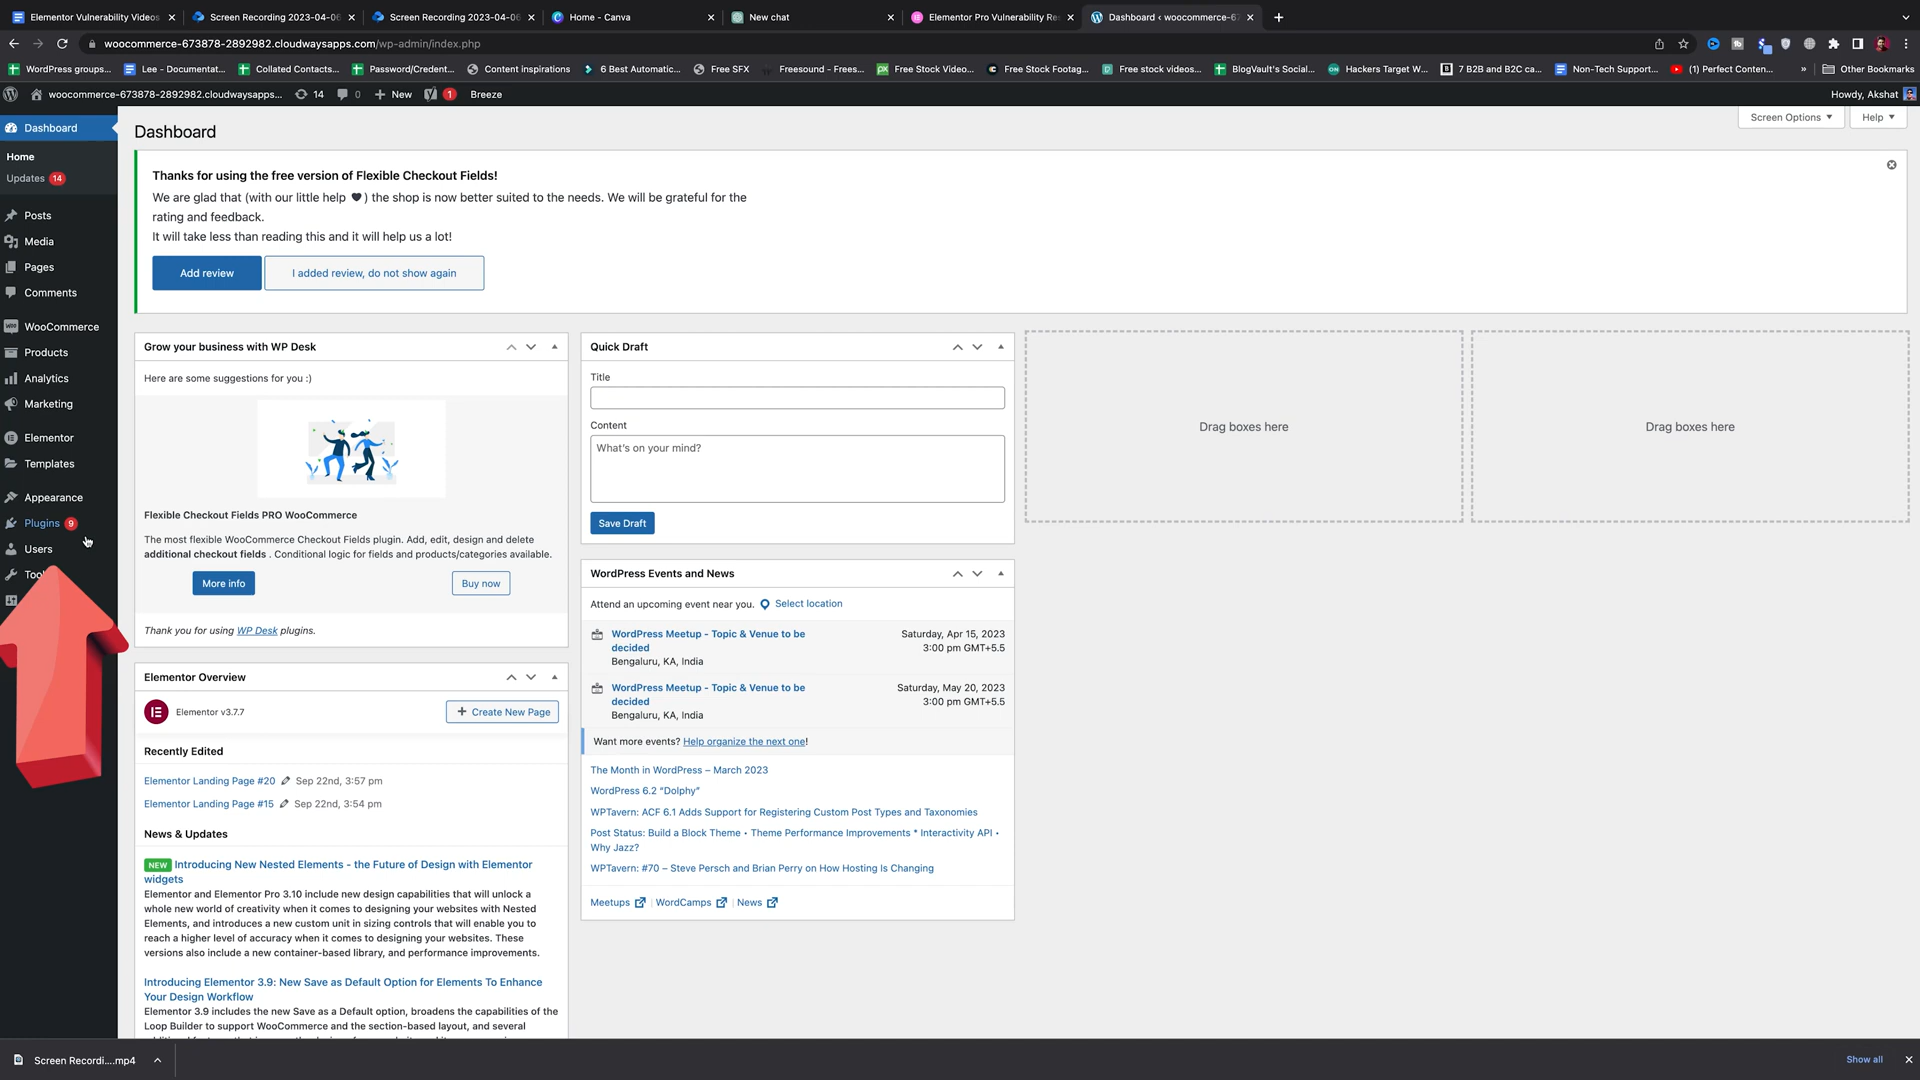 Elementor Vulnerability Videos
Screen Recording 2023-04-06
Screen Recording 2023-04-06
Home - Canva
New chat
Elementor Pro Vulnerability Re
Dashboard ‹ woocommerce-67
woocommerce-673878-2892982.cloudwaysapps.com/wp-admin/index.php
WordPress groups...
Lee - Documentat...
Collated Contacts...
Password/Credent...
Content inspirations
6 Best Automatic...
Free SFX
Freesound - Frees...
Free Stock Video...
Free Stock Footag...
Free stock videos...
BlogVault's Social...
Hackers Target W...
7 B2B and B2C ca...
Non-Tech Support...
(1) Perfect Conten...
»
Other Bookmarks
woocommerce-673878-2892982.cloudwaysapps...
14
0
New
1
Breeze
Howdy, Akshat
Dashboard
Home
Updates 14
Posts
Media
Pages
Comments
WooCommerce
Products
Analytics
Marketing
Elementor
Templates
Appearance
Plugins 9
Users
Dashboard
Screen Options
Help
Thanks for using the free version of Flexible Checkout Fields!
We are glad that (with our little help ♥ ) the shop is now better suited to the needs. We will be grateful for the
rating and feedback.
It will take less than reading this and it will help us a lot!
Add review
I added review, do not show again
Grow your business with WP Desk
Here are some suggestions for you :)
Flexible Checkout Fields PRO WooCommerce
The most flexible WooCommerce Checkout Fields plugin. Add, edit, design and delete
additional checkout fields . Conditional logic for fields and products/categories available.
More info
Buy now
Thank you for using WP Desk plugins.
Elementor Overview
Elementor v3.7.7
+ Create New Page
Recently Edited
Elementor Landing Page #20 Sep 22nd, 3:57 pm
Elementor Landing Page #15 Sep 22nd, 3:54 pm
News & Updates
NEW Introducing New Nested Elements - the Future of Design with Elementor
widgets
Elementor and Elementor Pro 3.10 include new design capabilities that will unlock a
whole new world of creativity when it comes to designing your websites with Nested
Elements, and introduces a new custom unit in sizing controls that will enable you to
reach a higher level of accuracy when it comes to designing your websites. These
versions also include a new container-based library, and performance improvements.
Introducing Elementor 3.9: New Save as Default Option for Elements To Enhance
Your Design Workflow
Elementor 3.9 includes the new Save as a Default option, broadens the capabilities of the
Loop Builder to support WooCommerce and the section-based layout, and several
Quick Draft
Title
Content
What's on your mind?
Save Draft
WordPress Events and News
Attend an upcoming event near you. Select location
WordPress Meetup - Topic & Venue to be
decided
Bengaluru, KA, India
Saturday, Apr 15, 2023
3:00 pm GMT+5.5
WordPress Meetup - Topic & Venue to be
decided
Bengaluru, KA, India
Saturday, May 20, 2023
3:00 pm GMT+5.5
Want more events? Help organize the next one!
The Month in WordPress – March 2023
WordPress 6.2 “Dolphy”
WPTavern: ACF 6.1 Adds Support for Registering Custom Post Types and Taxonomies
Post Status: Build a Block Theme • Theme Performance Improvements * Interactivity API •
Why Jazz?
WPTavern: #70 – Steve Persch and Brian Perry on How Hosting Is Changing
Meetups | WordCamps | News
Drag boxes here
Drag boxes here
Screen Recordi....mp4
Show all